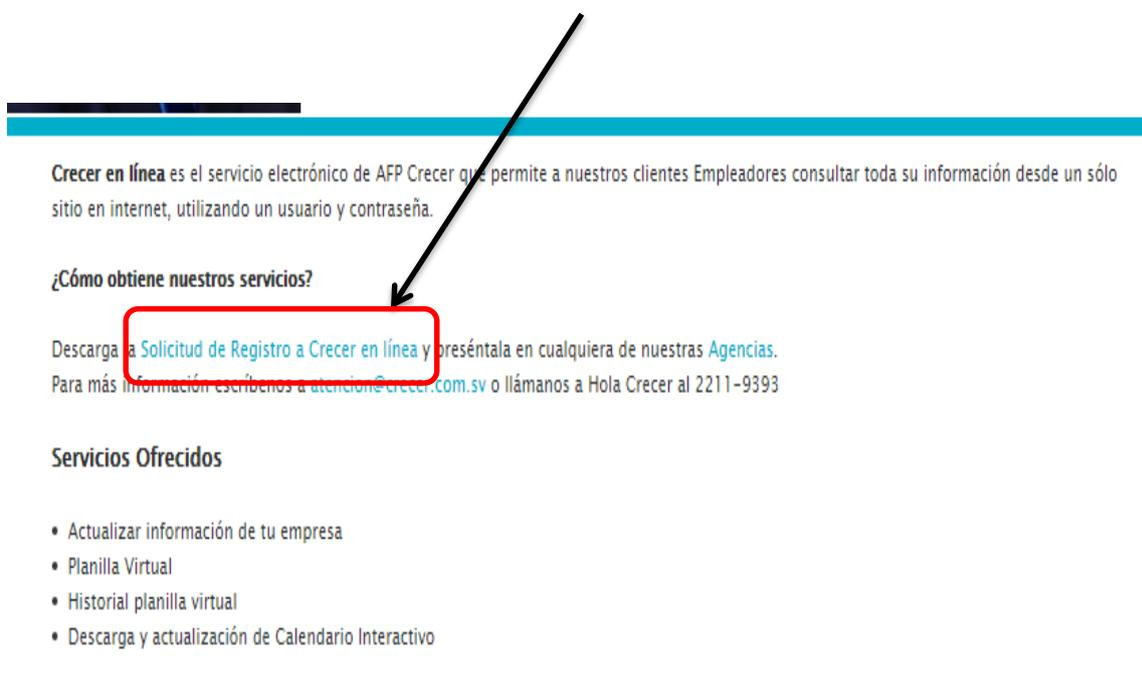 Crecer en línea es el servicio electrónico de AFP Crecer que permite a nuestros clientes Empleadores consultar toda su información desde un sólo
sitio en internet, utilizando un usuario y contraseña.
¿Cómo obtiene nuestros servicios?
Descarga la Solicitud de Registro a Crecer en línea y preséntala en cualquiera de nuestras Agencias.
Para más información escríbenos a atencion@crecer.com.sv o llámanos a Hola Crecer al 2211-9393
Servicios Ofrecidos
• Actualizar información de tu empresa
• Planilla Virtual
• Historial planilla virtual
• Descarga y actualización de Calendario Interactivo